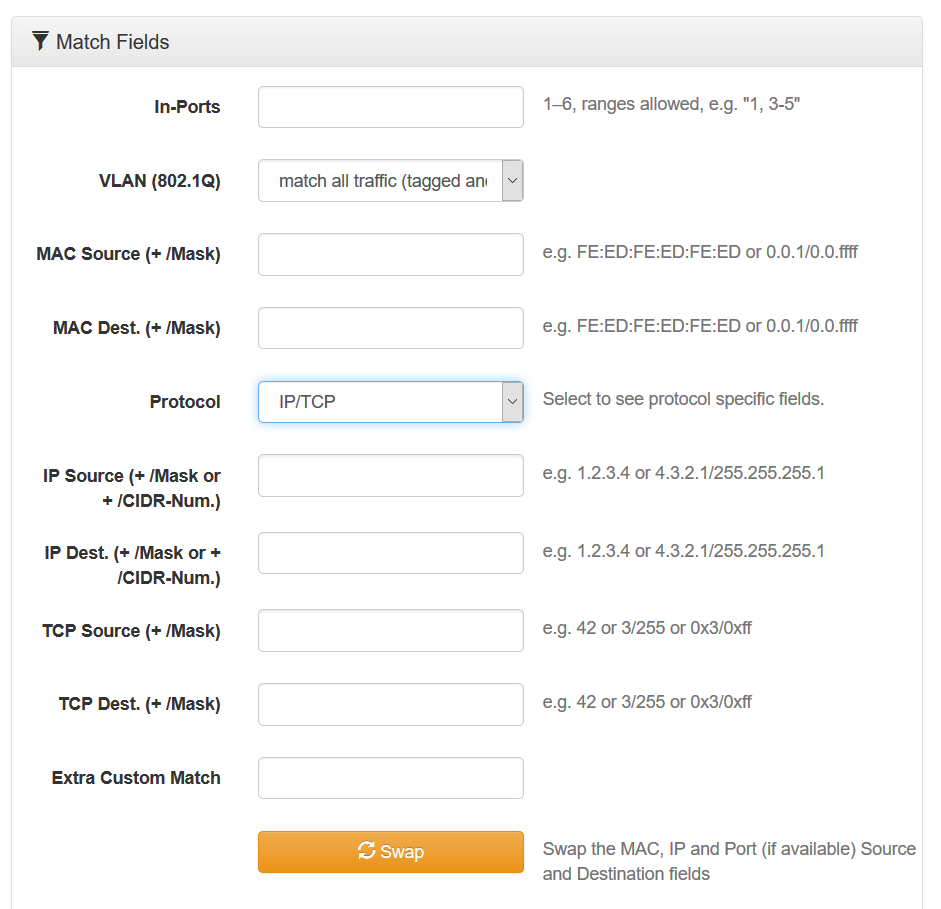 Match Fields
In-Ports
1–6, ranges allowed, e.g. "1, 3-5"
VLAN (802.1Q)
match all traffic (tagged an
MAC Source (+ /Mask)
e.g. FE:ED:FE:ED:FE:ED or 0.0.1/0.0.ffff
MAC Dest. (+ /Mask)
e.g. FE:ED:FE:ED:FE:ED or 0.0.1/0.0.ffff
Protocol
IP/TCP
Select to see protocol specific fields.
IP Source (+ /Mask or
+ /CIDR-Num.)
e.g. 1.2.3.4 or 4.3.2.1/255.255.255.1
IP Dest. (+ /Mask or +
/CIDR-Num.)
e.g. 1.2.3.4 or 4.3.2.1/255.255.255.1
TCP Source (+ /Mask)
e.g. 42 or 3/255 or 0x3/0xff
TCP Dest. (+ /Mask)
e.g. 42 or 3/255 or 0x3/0xff
Extra Custom Match
Swap
Swap the MAC, IP and Port (if available) Source
and Destination fields